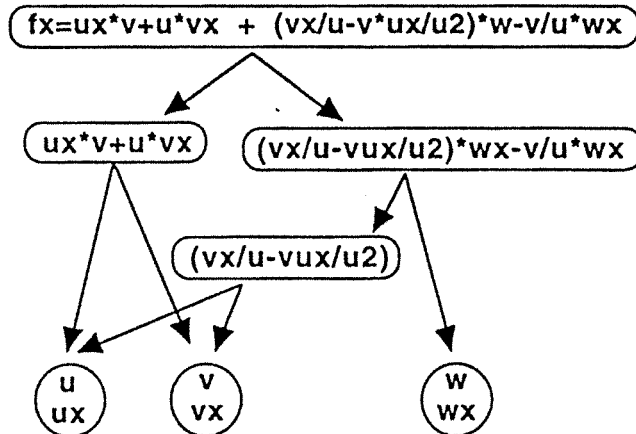 fx=ux*v+u*vx + (vx/u-v*ux/u2)*w-v/u*wx
ux*v+u*vx
(vx/u-vux/u2)*wx-v/u*wx
(vx/u-vux/u2)
u
ux
v
vx
w
wx